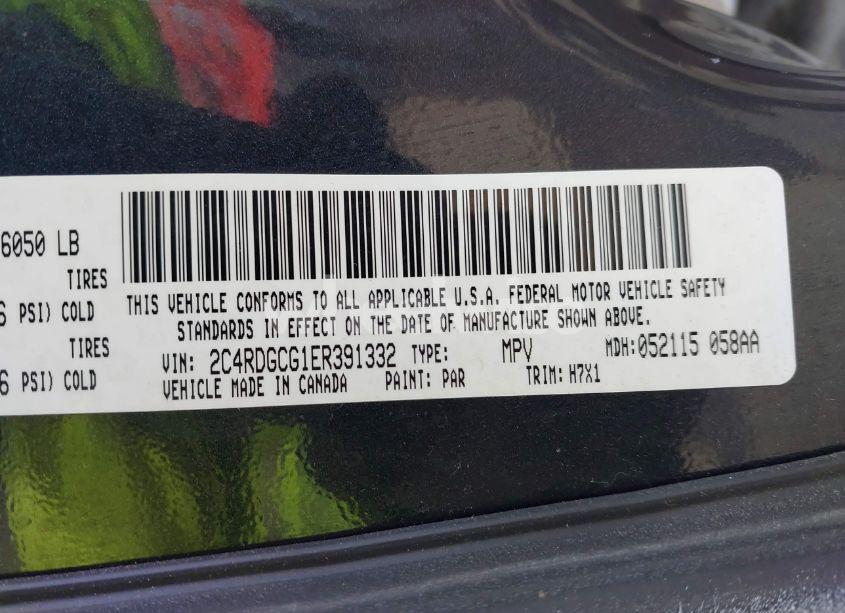 6050 LB
TIRES
6 PSI) COLD
TIRES
6 PSI) COLD
THIS VEHICLE CONFORMS TO ALL APPLICABLE U.S.A. FEDERAL MOTOR VEHICLE SAFETY
STANDARDS IN EFFECT ON THE DATE OF MANUFACTURE SHOWN ABOVE.
VIN: 2C4RDGCG1ER391332 TYPE: MPV MDH:052115 058AA
VEHICLE MADE IN CANADA PAINT: PAR TRIM: H7X1